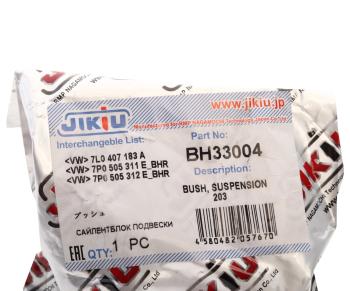 JIKIU
www.jikiu.jp
Interchangeable List:
Part No:
BH33004
<VW> 7L0 407 183 A
<VW> 7P0 505 311 E_BHR
<VW> 7P0 505 312 E_BHR
Description:
BUSH, SUSPENSION
203
ブッシュ
САЙЛЕНТБЛОК ПОДВЕСКИ
EAC QTY: 1 PC
4 580482 057670